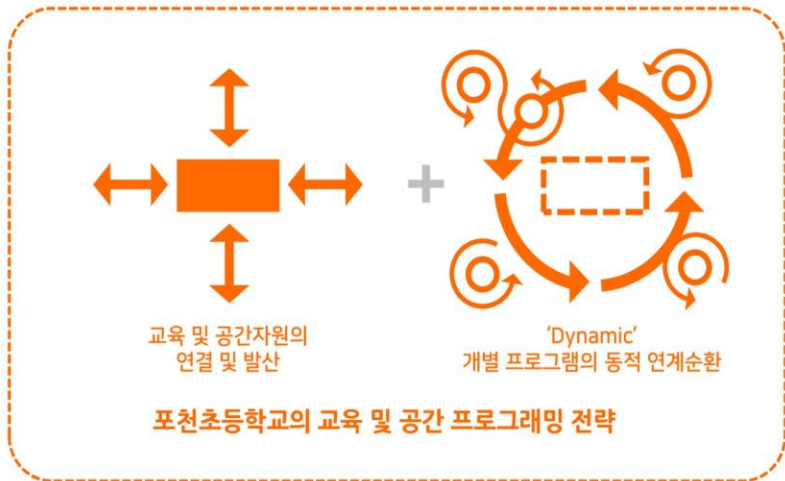 교육 및 공간자원의
연결 및 발산
+
'Dynamic'
개별 프로그램의 동적 연계순환
포천초등학교의 교육 및 공간 프로그래밍 전략